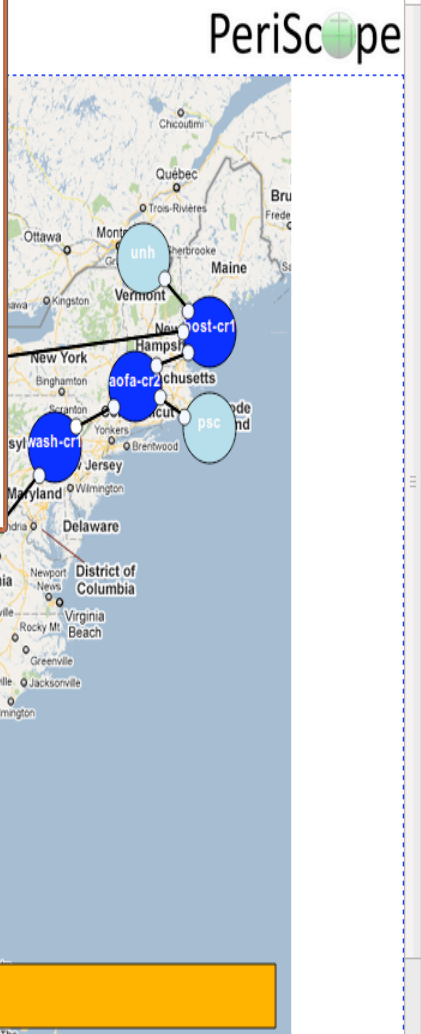 PeriScope
Chicoutimi
Québec
Trois-Rivières
Ottawa
unh
Sherbrooke
Maine
Kingston
Vermont
bost-cr1
New York
aofa-cr2
Binghamton
Scranton
psc
Yonkers
Brentwood
wash-cr1
Jersey
Maryland
Wilmington
Delaware
District of
Columbia
Newport
News
Virginia
Beach
Rocky Mt
Greenville
Jacksonville